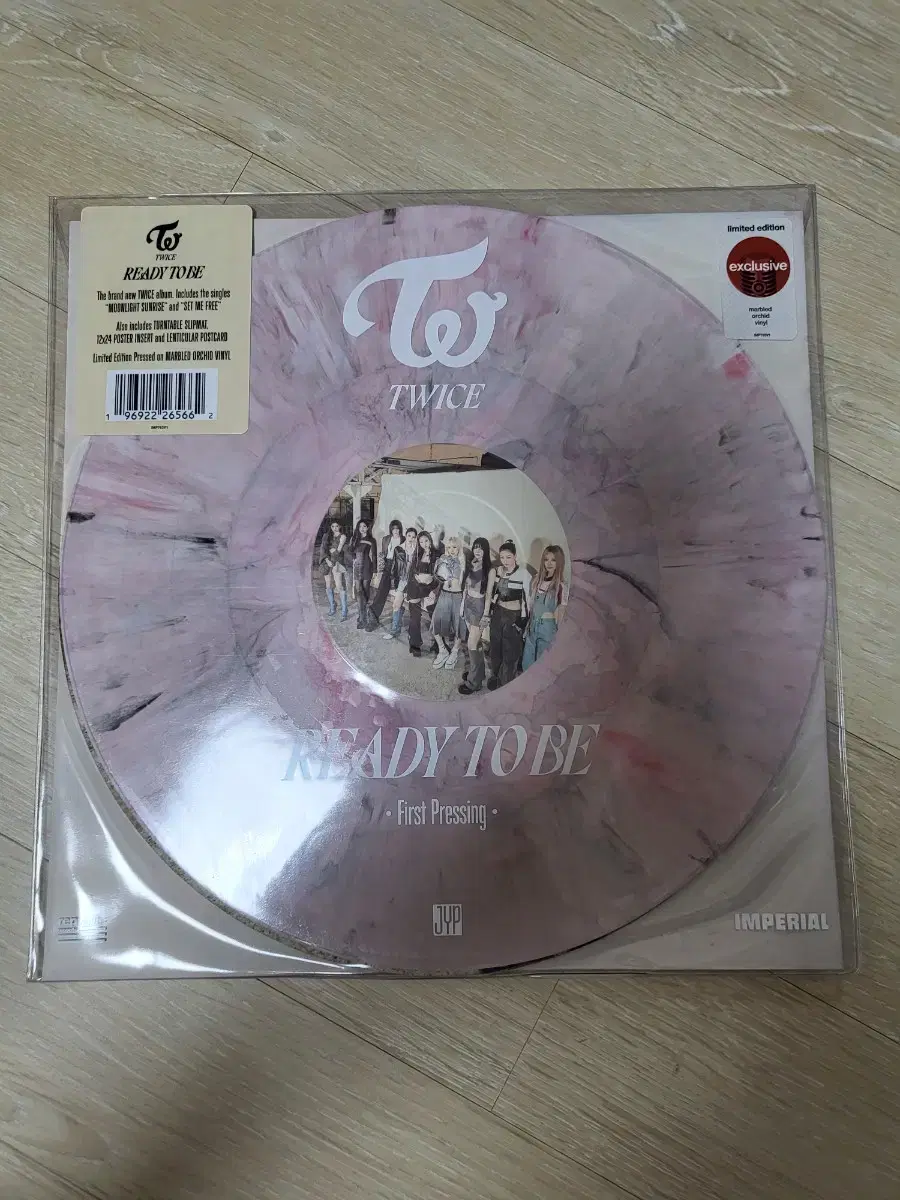 TWICE
READY TO BE
The brand new TWICE album. Includes the singles
"MOONLIGHT SUNRISE" and "SET ME FREE"
Also includes TURNTABLE SLIPMAT,
12x24 POSTER INSERT and LENTICULAR POSTCARD
Limited Edition Pressed on MARBLED ORCHID VINYL
1 96922 26566 2
limited edition
exclusive
marbled
orchid
vinyl
TWICE
READY TO BE
• First Pressing •
JYP
IMPERIAL